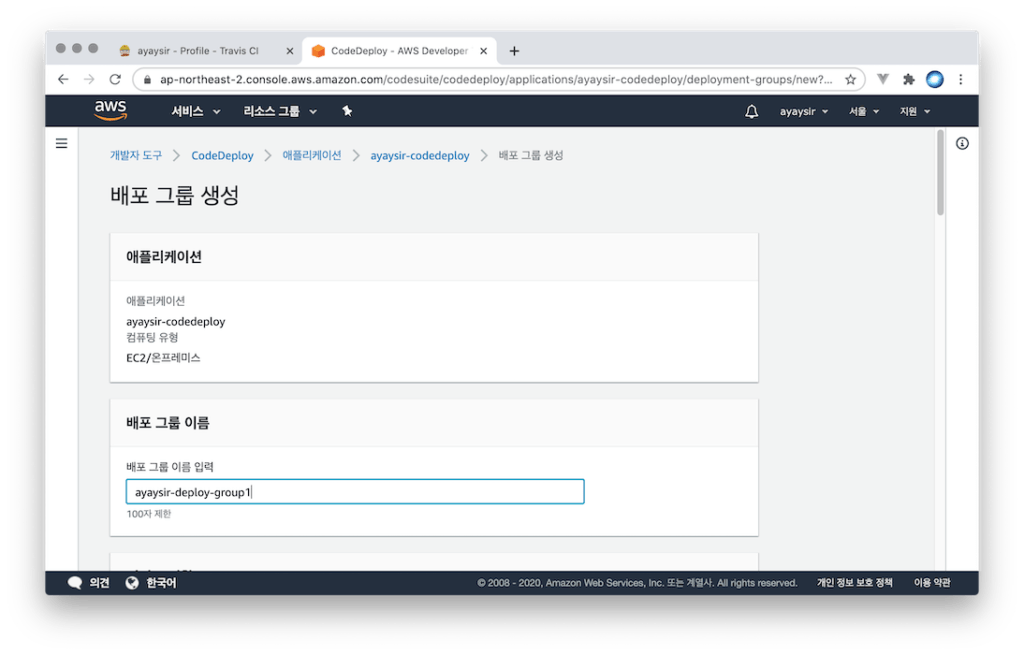 ayaysir - Profile - Travis CI
CodeDeploy - AWS Developer
ap-northeast-2.console.aws.amazon.com/codesuite/codedeploy/applications/ayaysir-codedeploy/deployment-groups/new?...
aws 서비스 리소스 그룹 ayaysir 서울 지원
개발자 도구 CodeDeploy 애플리케이션 ayaysir-codedeploy 배포 그룹 생성
배포 그룹 생성
애플리케이션
애플리케이션
ayaysir-codedeploy
컴퓨팅 유형
EC2/온프레미스
배포 그룹 이름
배포 그룹 이름 입력
ayaysir-deploy-group1
100자 제한
의견 한국어 © 2008 - 2020, Amazon Web Services, Inc. 또는 계열사. All rights reserved. 개인 정보 보호 정책 이용 약관